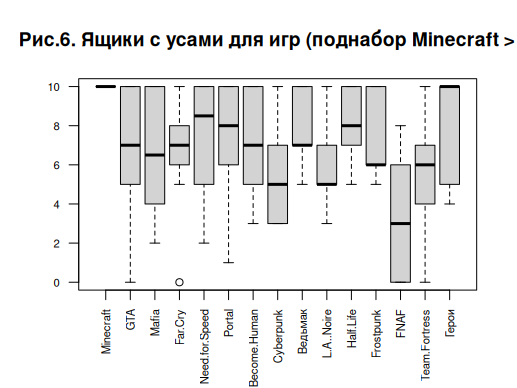 Рис.6. Ящики с усами для игр (поднабор Minecraft >
10
8
6
4
2
0
Minecraft
GTA
Mafia
Far.Cry
Need.for.Speed
Portal
Become.Human
Cyberpunk
Ведьмак
L.A..Noire
Half.Life
Frostpunk
FNAF
Team.Fortress
Герои